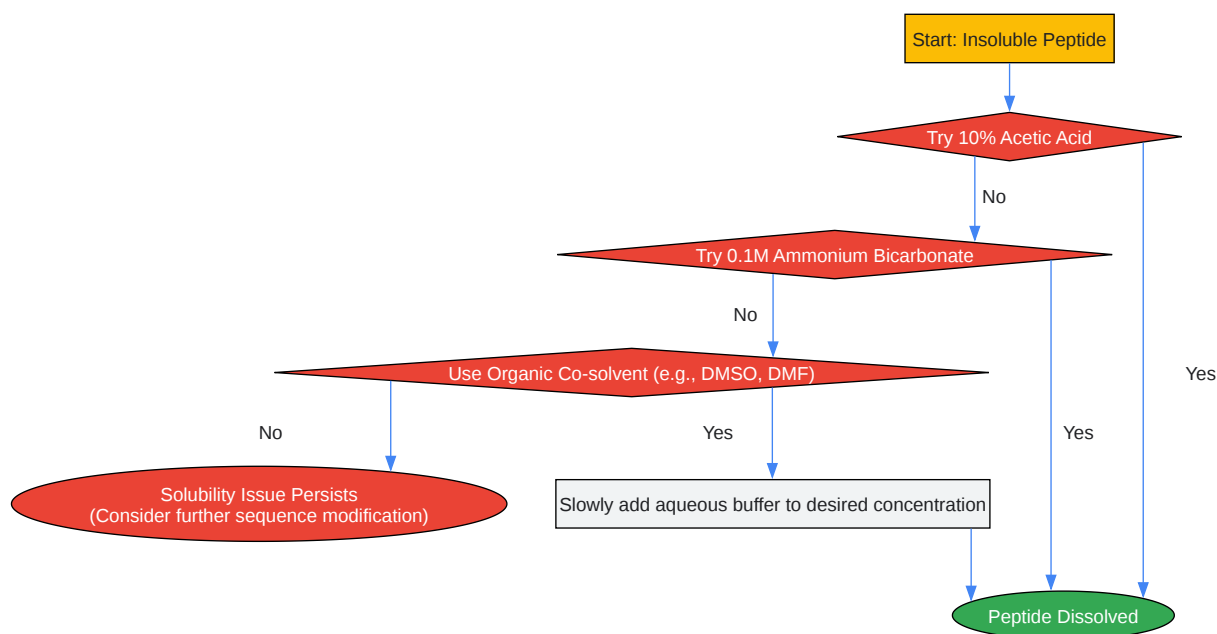 Start: Insoluble Peptide
Try 10% Acetic Acid
No
Try 0.1M Ammonium Bicarbonate
No
Use Organic Co-solvent (e.g., DMSO, DMF)
Yes
No
Yes
Yes
Solubility Issue Persists
(Consider further sequence modification)
Slowly add aqueous buffer to desired concentration
Peptide Dissolved